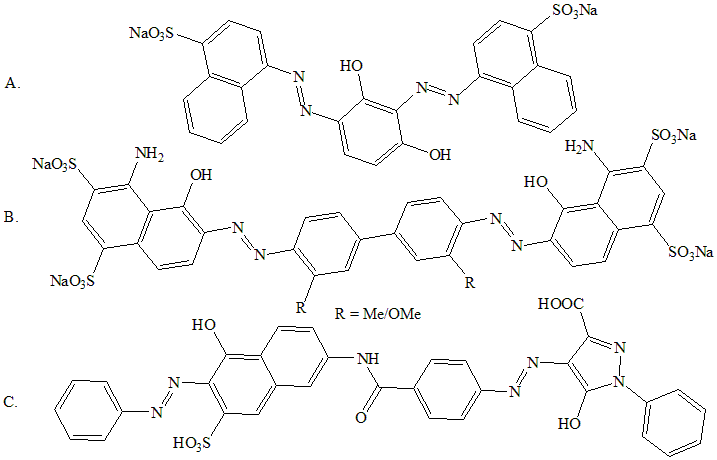 A.
NaO3S
SO3Na
N
N
HO
N
N
OH
B.
NaO3S
NH2
OH
NaO3S
N
N
R
N
N
R
H2N
HO
SO3Na
SO3Na
R = Me/OMe
C.
HO
N
N
HO3S
NH
O
N
N
HOOC
N
N
HO